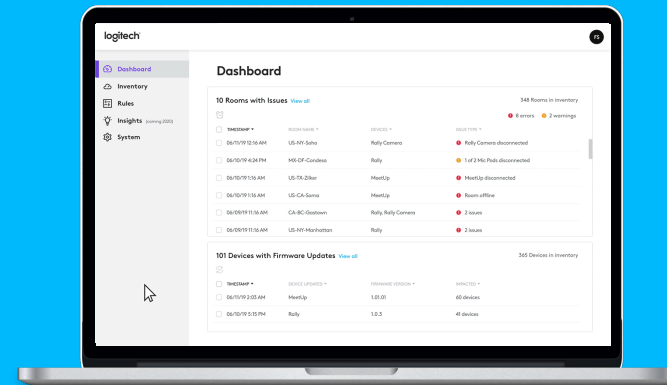 logitech
FS
Dashboard
Inventory
Rules
Insights (coming 2020)
System
Dashboard
10 Rooms with Issues View all 348 Rooms in inventory
8 errors 2 warnings
TIMESTAMP ROOM NAME DEVICES ISSUE TYPE
06/11/19 12:16 AM US-NY-Soho Rally Camera Rally Camera disconnected
06/10/19 4:24 PM MX-DF-Condesa Rally 1 of 2 Mic Pods disconnected
06/10/19 1:16 AM US-TX-Zilker MeetUp MeetUp disconnected
06/10/19 1:16 AM US-CA-Soma MeetUp Room offline
06/09/19 11:16 AM CA-BC-Gastown Rally, Rally Camera 2 issues
06/09/19 11:16 AM US-NY-Manhattan Rally 2 issues
101 Devices with Firmware Updates View all 365 Devices in inventory
TIMESTAMP DEVICE UPDATED FIRMWARE VERSION IMPACTED
06/11/19 2:03 AM MeetUp 1.01.01 60 devices
06/10/19 5:15 PM Rally 1.0.3 41 devices